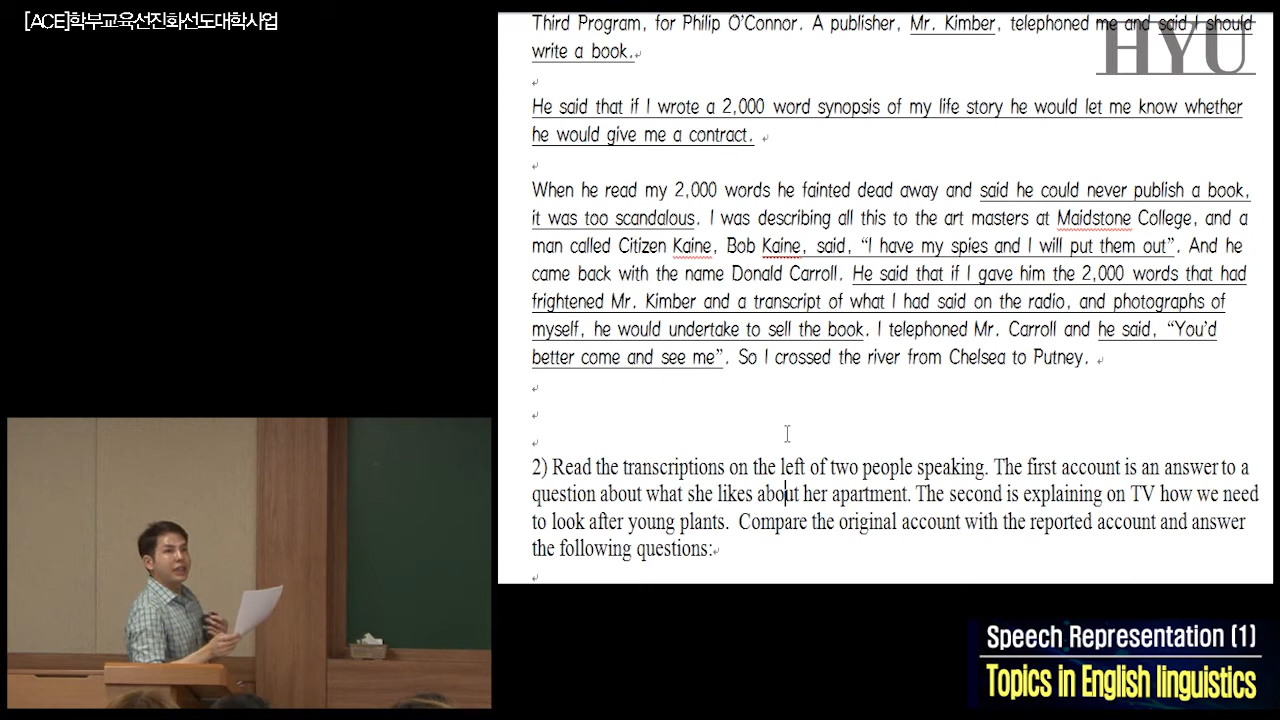 [ACE]학부교육선진화선도대학사업
HYU
Third Program, for Philip O'Connor. A publisher, Mr. Kimber, telephoned me and said I should
write a book.
He said that if I wrote a 2,000 word synopsis of my life story he would let me know whether
he would give me a contract.
When he read my 2,000 words he fainted dead away and said he could never publish a book,
it was too scandalous. I was describing all this to the art masters at Maidstone College, and a
man called Citizen Kaine, Bob Kaine, said, “I have my spies and I will put them out”. And he
came back with the name Donald Carroll. He said that if I gave him the 2,000 words that had
frightened Mr. Kimber and a transcript of what I had said on the radio, and photographs of
myself, he would undertake to sell the book. I telephoned Mr. Carroll and he said, “You'd
better come and see me”. So I crossed the river from Chelsea to Putney.
2) Read the transcriptions on the left of two people speaking. The first account is an answer to a
question about what she likes about her apartment. The second is explaining on TV how we need
to look after young plants. Compare the original account with the reported account and answer
the following questions:
Speech Representation (1)
Topics in English linguistics